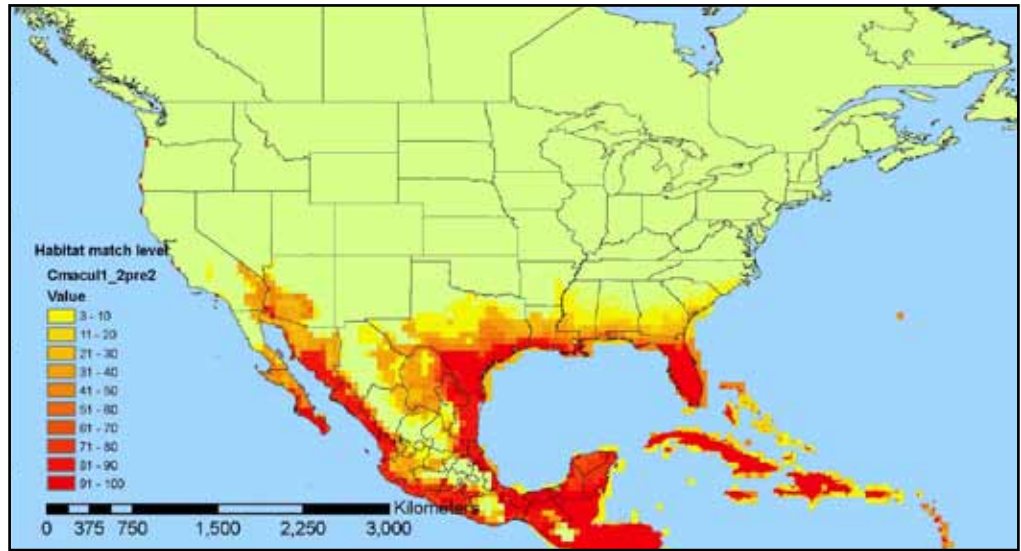 Habitat match level
Cmacul1_2pre2
Value
3 - 10
11 - 20
21 - 30
31 - 40
41 - 50
51 - 60
61 - 70
71 - 80
81 - 90
91 - 100
Kilometers
0 375 750 1,500 2,250 3,000